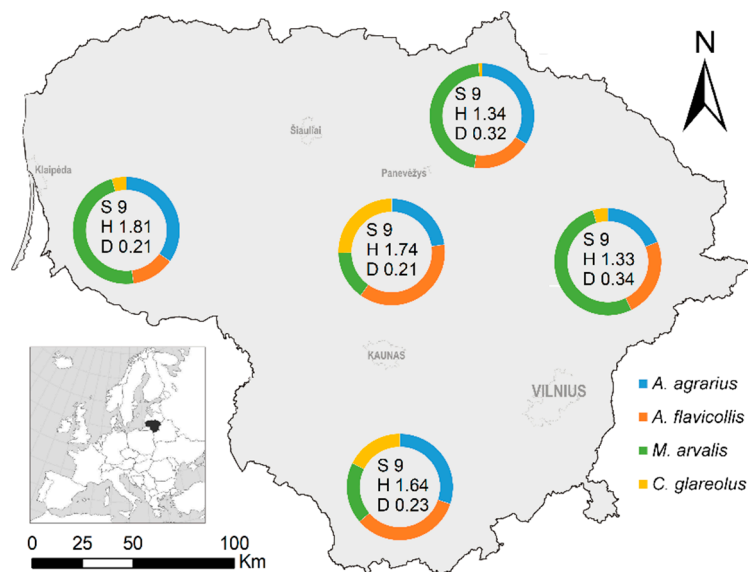 N
S 9
H 1.34
D 0.32
Šiauliai
Klaipėda
Panevėžys
S 9
H 1.81
D 0.21
S 9
H 1.74
D 0.21
S 9
H 1.33
D 0.34
KAUNAS
VILNIUS
A. agrarius
A. flavicollis
M. arvalis
C. glareolus
S 9
H 1.64
D 0.23
0 25 50 100
Km